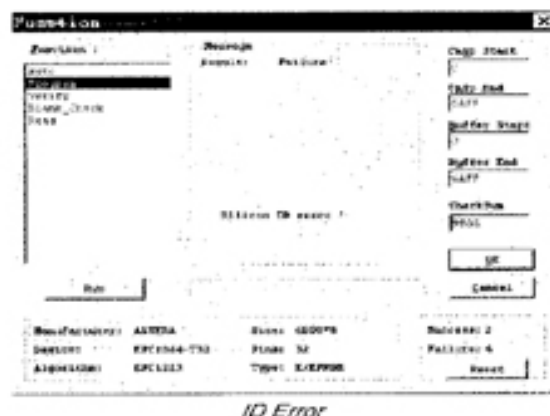 Function
Function :
Auto
Program
Verify
Blank_Check
Read
Message
Result: Failure
Silicon ID error !
Chip Start
Chip End
Buffer Start
Buffer End
CheckSum
OK
Cancel
Run
Manufacturer: ALTERA
Device:
Algorithm: EPC1213
Size:
Pins: 32
Type: E/EPROM
Success: 2
Failure:
Reset
ID Error